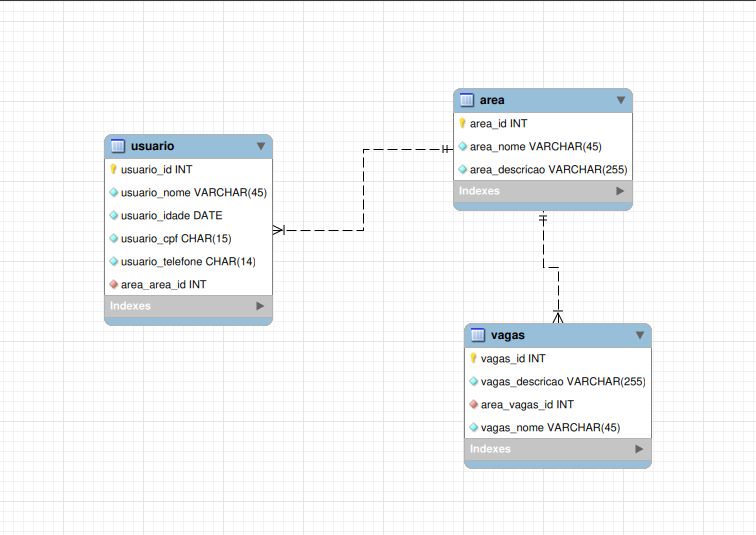 usuario
usuario_id INT
usuario_nome VARCHAR(45)
usuario_idade DATE
usuario_cpf CHAR(15)
usuario_telefone CHAR(14)
area_area_id INT
Indexes
area
area_id INT
area_nome VARCHAR(45)
area_descricao VARCHAR(255)
Indexes
vagas
vagas_id INT
vagas_descricao VARCHAR(255)
area_vagas_id INT
vagas_nome VARCHAR(45)
Indexes